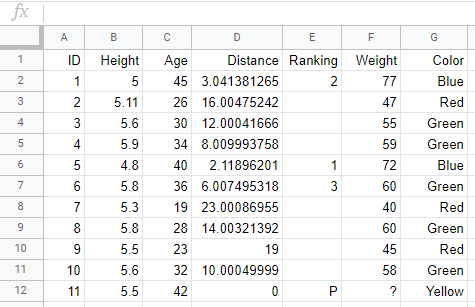 fx
A B C D E F G
1 ID Height Age Distance Ranking Weight Color
2 1 5 45 3.041381265 2 77 Blue
3 2 5.11 26 16.00475242 47 Red
4 3 5.6 30 12.00041666 55 Green
5 4 5.9 34 8.009993758 59 Green
6 5 4.8 40 2.11896201 1 72 Blue
7 6 5.8 36 6.007495318 3 60 Green
8 7 5.3 19 23.00086955 40 Red
9 8 5.8 28 14.00321392 60 Green
10 9 5.5 23 19 45 Red
11 10 5.6 32 10.00049999 58 Green
12 11 5.5 42 0 P ? Yellow